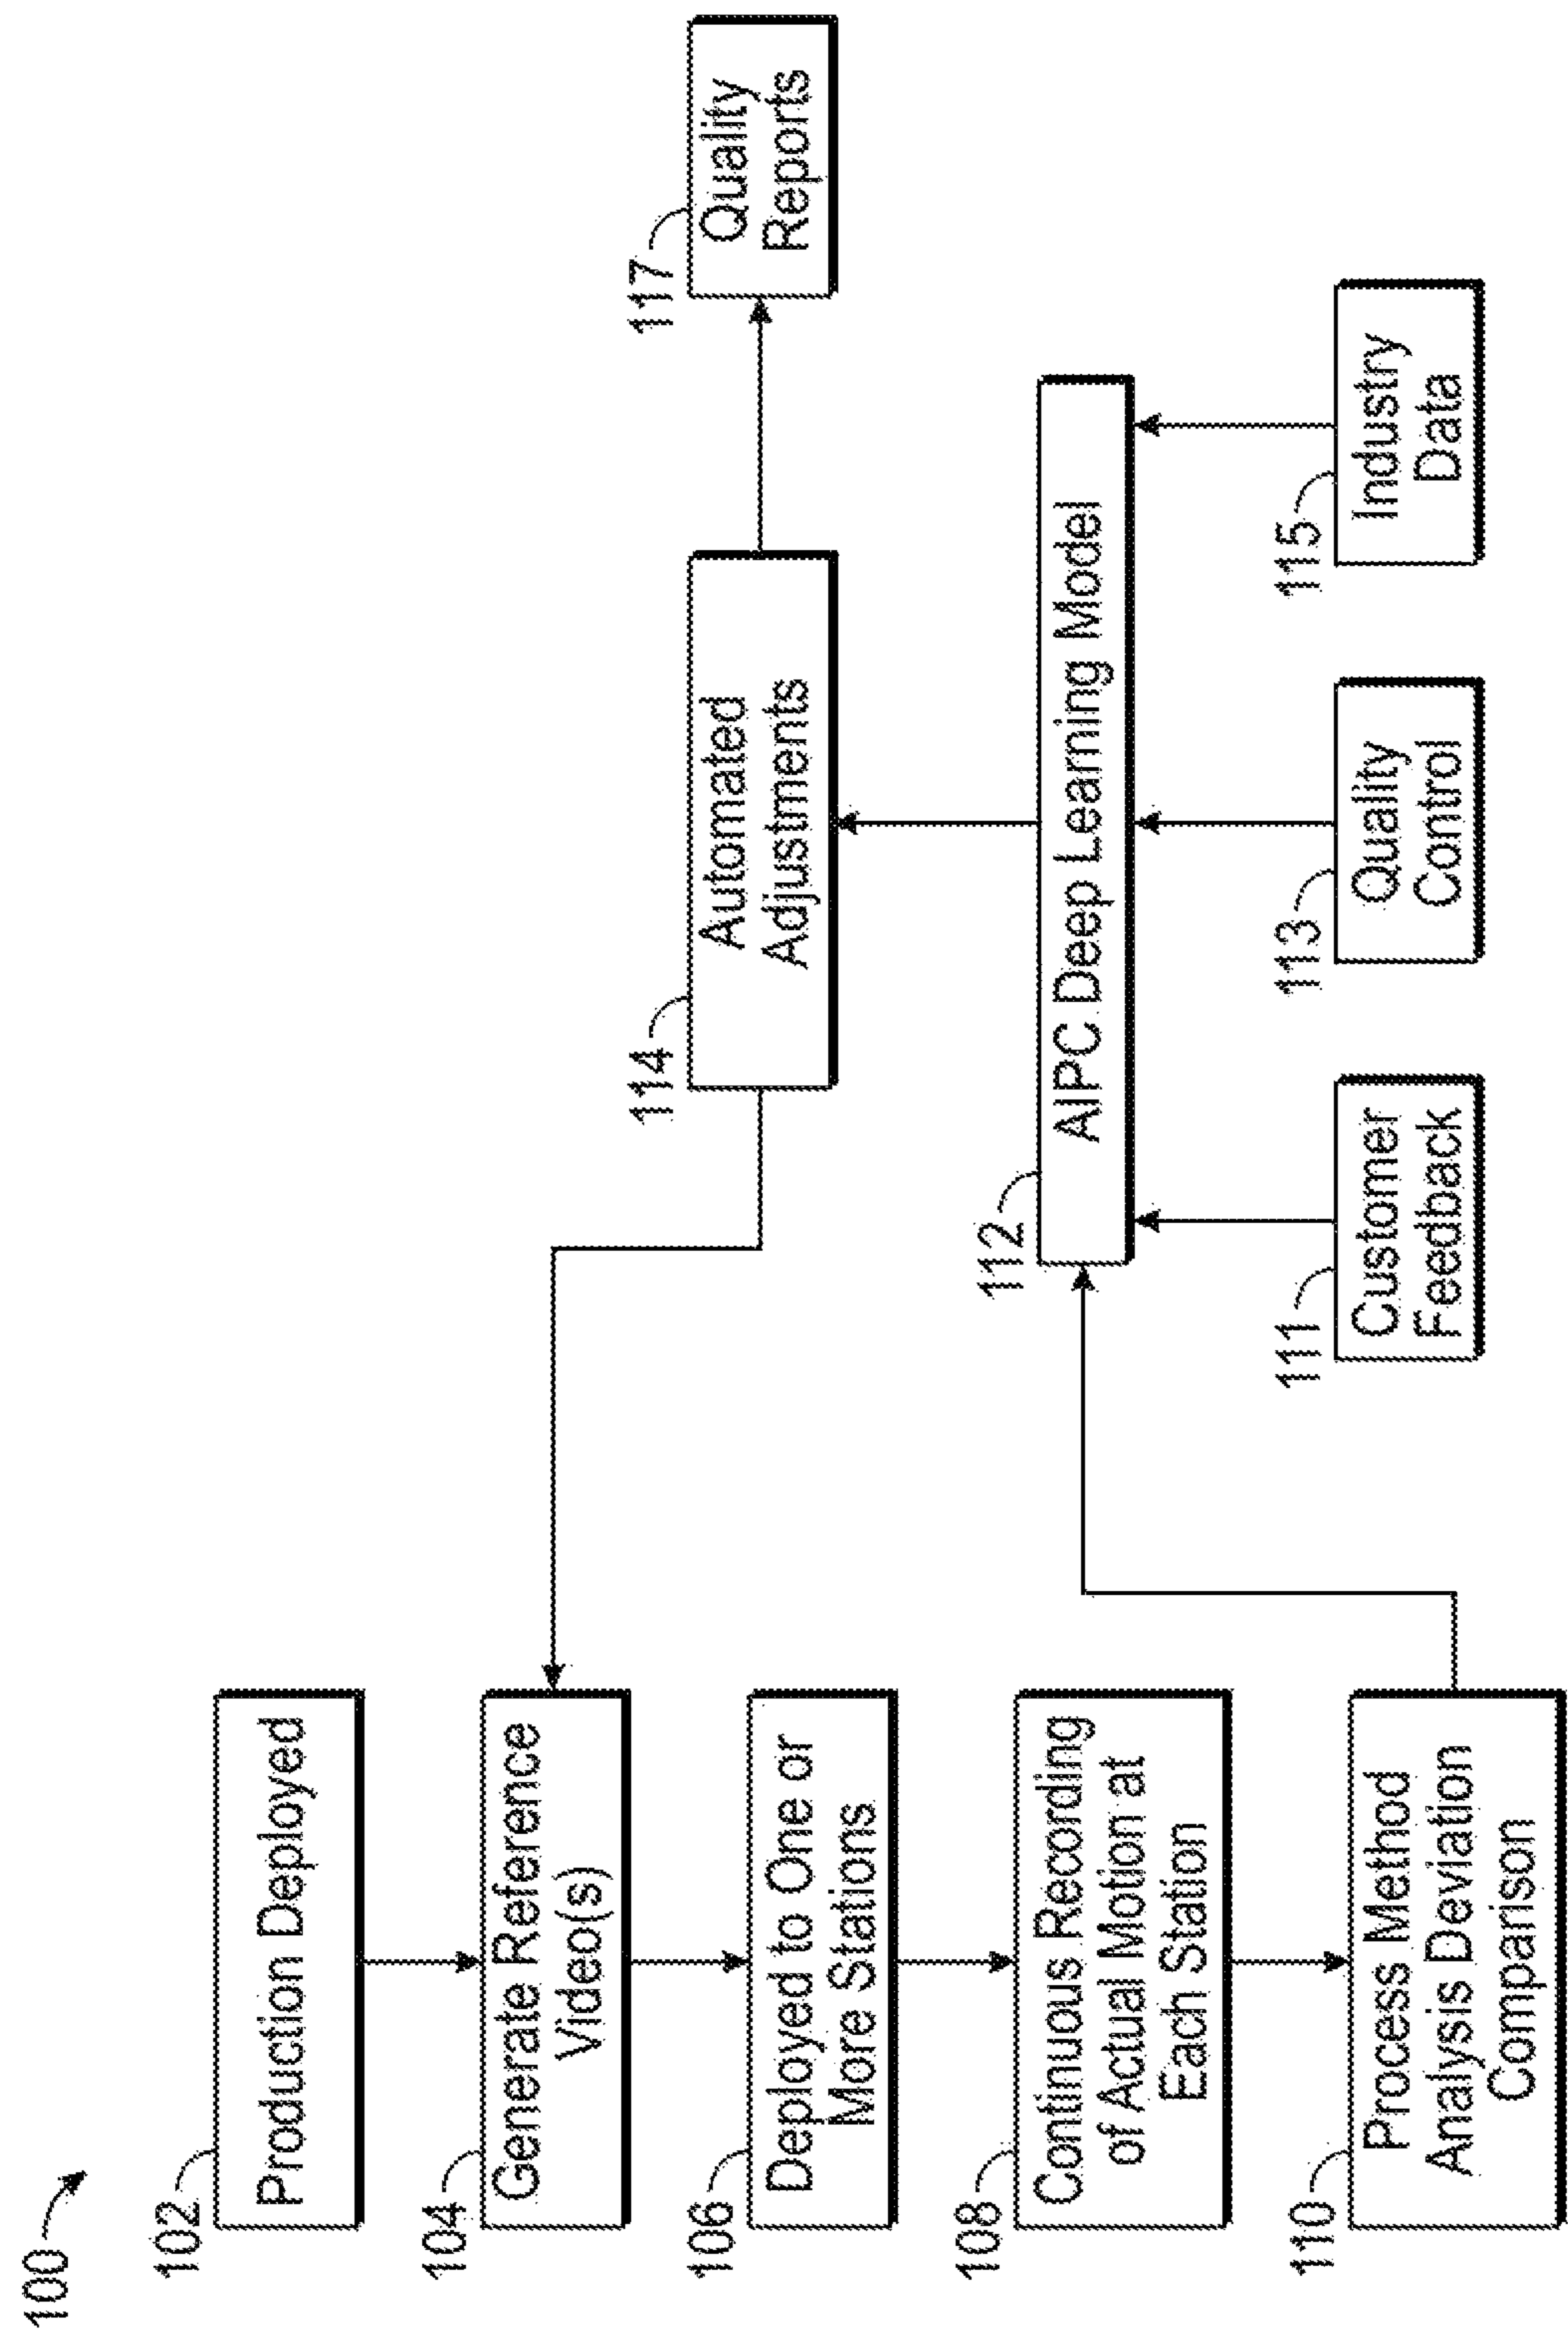 100
102
Production Deployed
104
Generate Reference
Video(s)
106
Deployed to One or
More Stations
108
Continuous Recording
of Actual Motion at
Each Station
110
Process Method
Analysis Deviation
Comparison
114
Automated
Adjustments
117
Quality
Reports
112
AIPC Deep Learning Model
111
Customer
Feedback
113
Quality
Control
115
Industry
Data